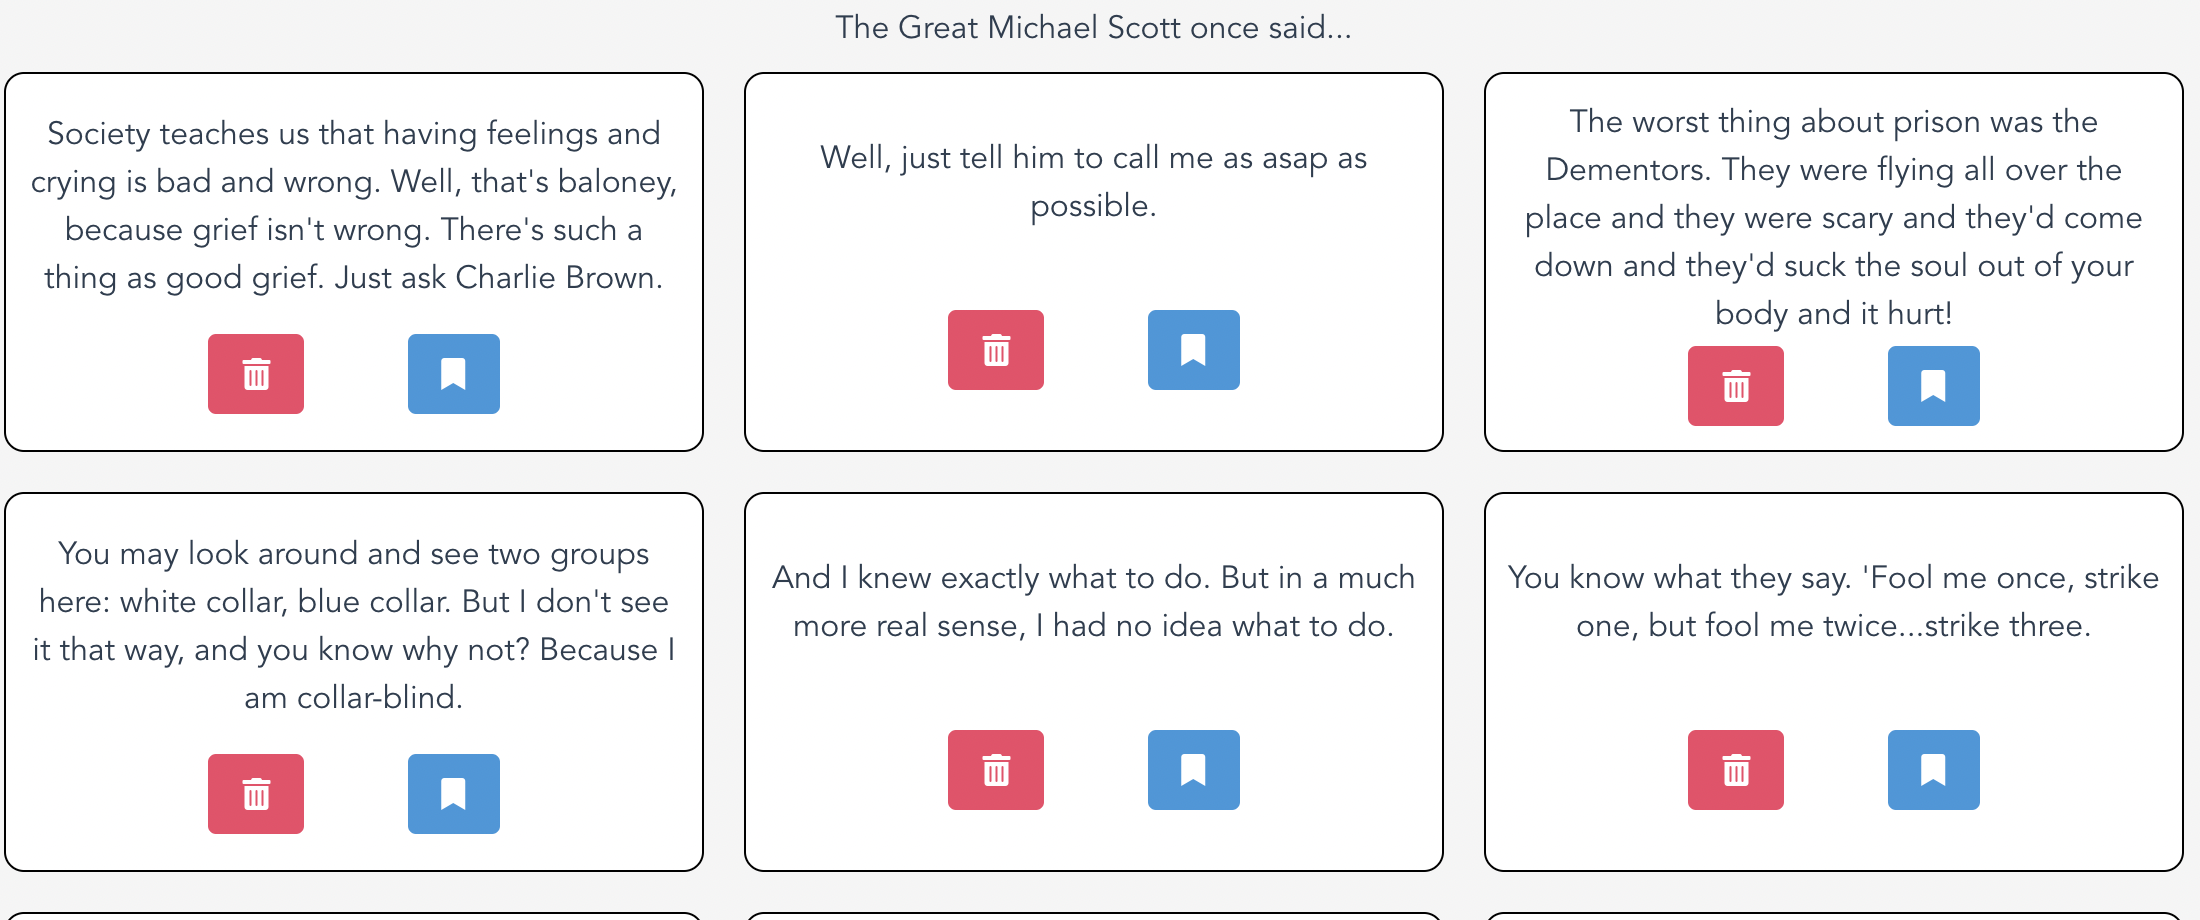 The Great Michael Scott once said...
Society teaches us that having feelings and
crying is bad and wrong. Well, that's baloney,
because grief isn't wrong. There's such a
thing as good grief. Just ask Charlie Brown.
Well, just tell him to call me as asap as
possible.
The worst thing about prison was the
Dementors. They were flying all over the
place and they were scary and they'd come
down and they'd suck the soul out of your
body and it hurt!
You may look around and see two groups
here: white collar, blue collar. But I don't see
it that way, and you know why not? Because I
am collar-blind.
And I knew exactly what to do. But in a much
more real sense, I had no idea what to do.
You know what they say. 'Fool me once, strike
one, but fool me twice...strike three.